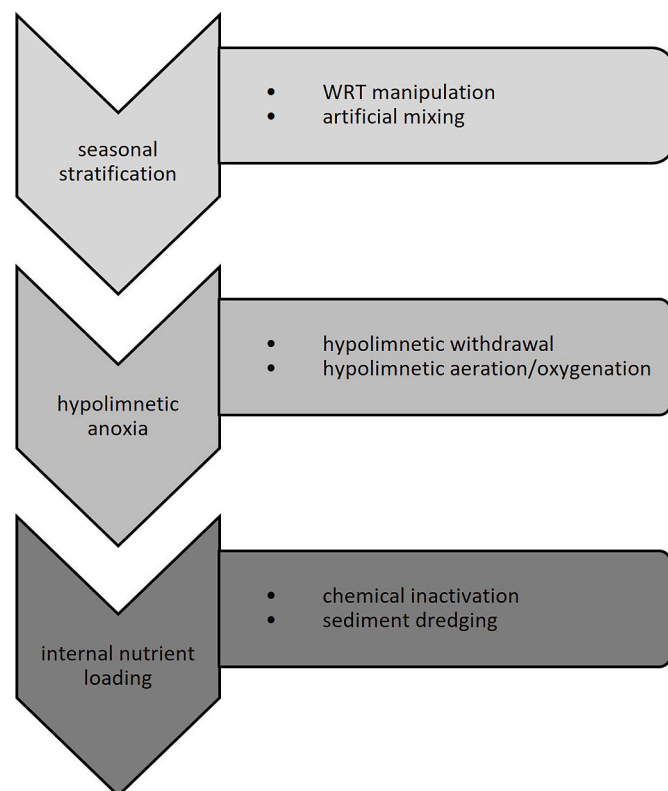 seasonal
stratification
• WRT manipulation
• artificial mixing
hypolimnetic
anoxia
• hypolimnetic withdrawal
• hypolimnetic aeration/oxygenation
internal nutrient
loading
• chemical inactivation
• sediment dredging